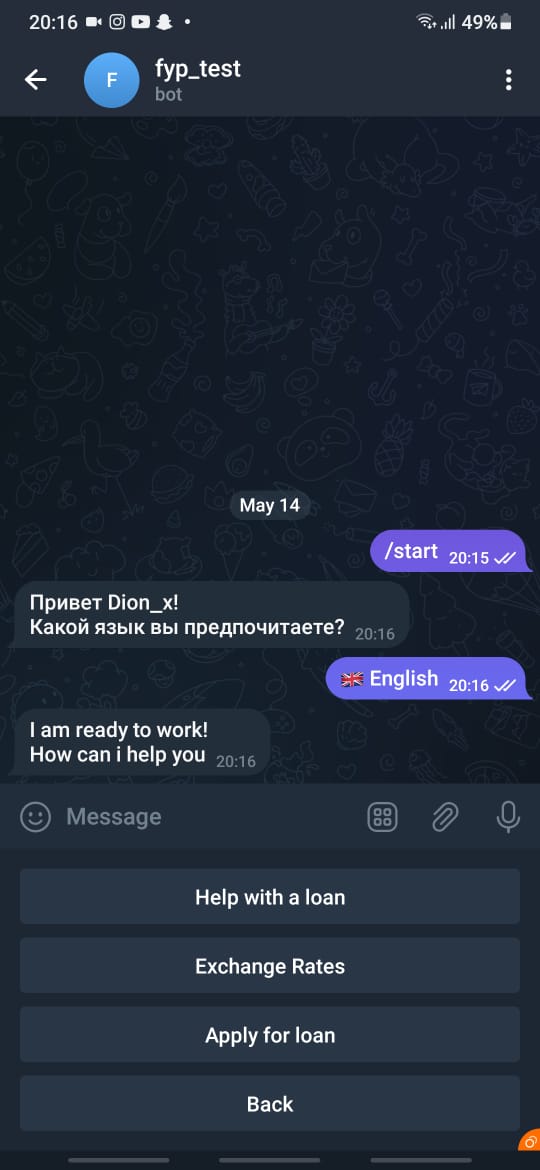 20:16
49%
F
fyp_test
bot
May 14
/start 20:15
Привет Dion_x!
Какой язык вы предпочитаете? 20:16
🇬🇧 English 20:16
I am ready to work!
How can i help you 20:16
Message
Help with a loan
Exchange Rates
Apply for loan
Back